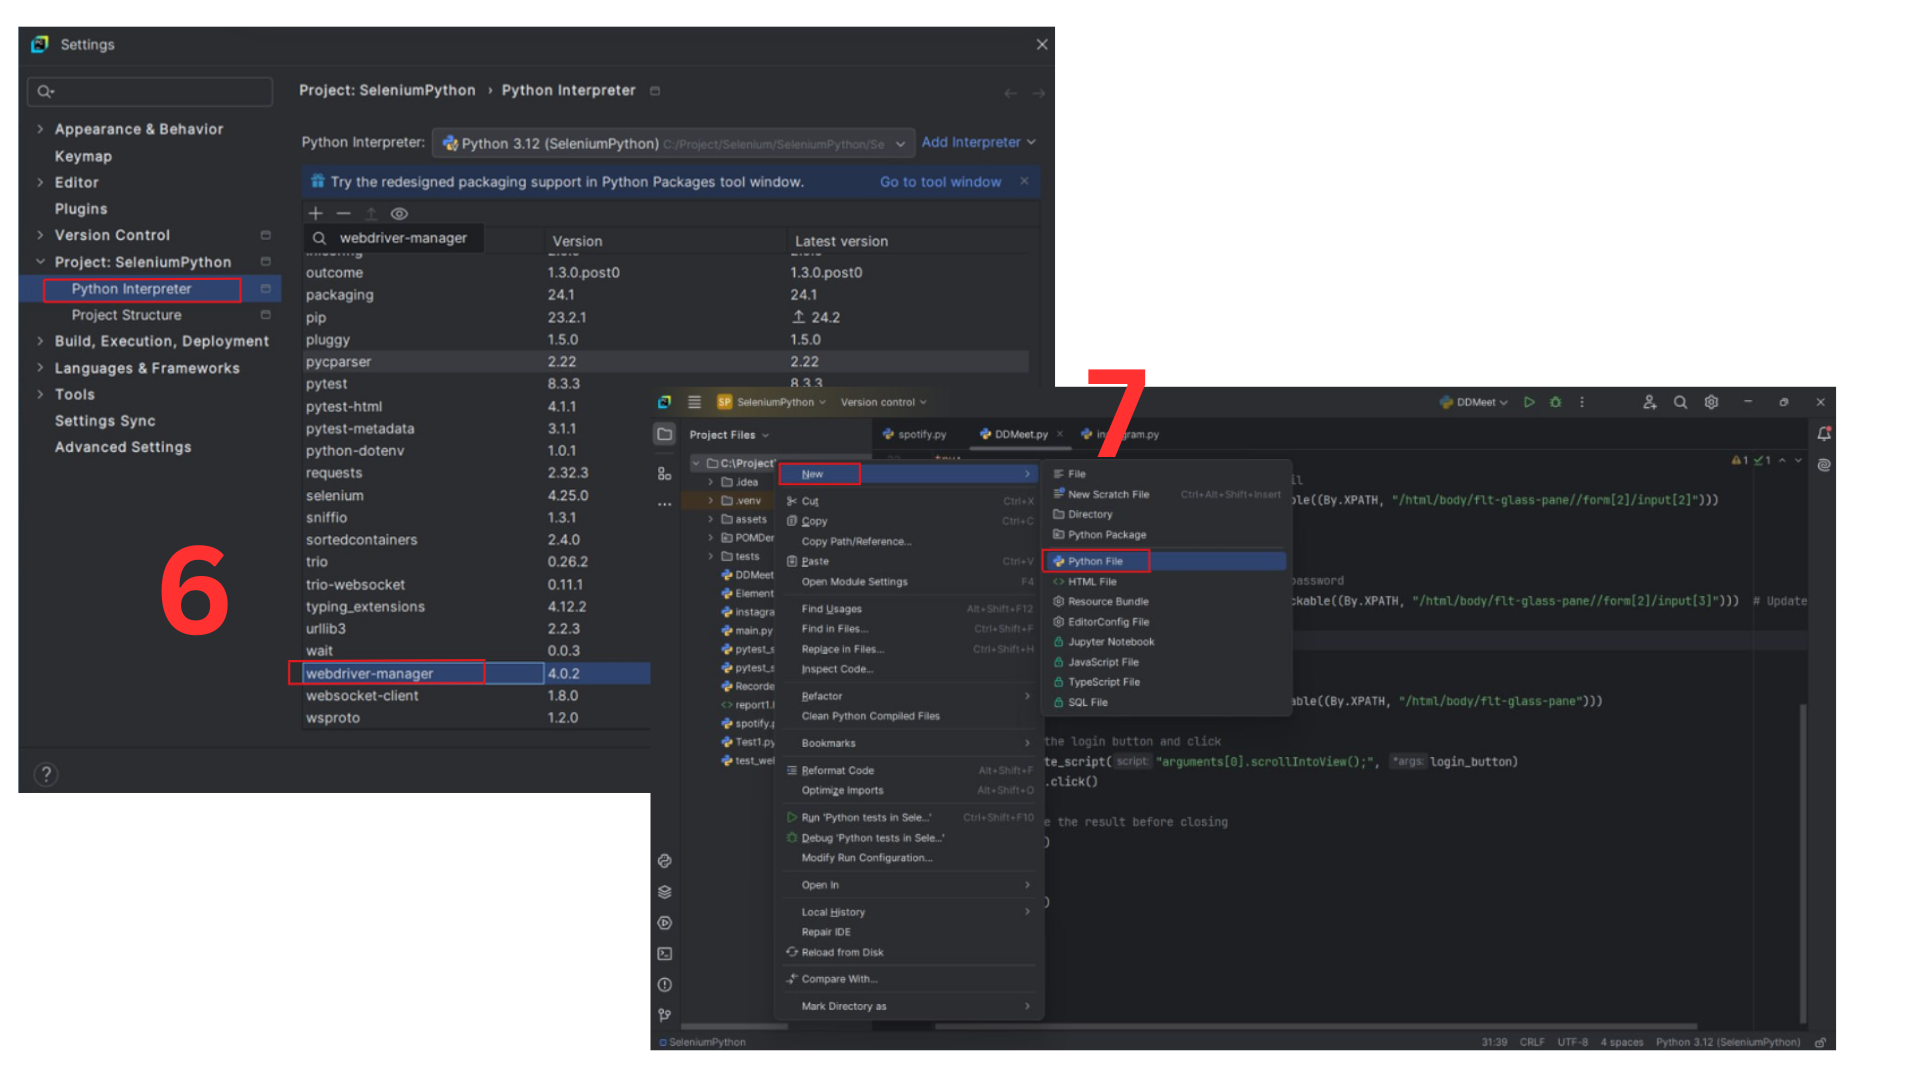 Settings
Project: SeleniumPython › Python Interpreter
Appearance & Behavior
Keymap
Editor
Plugins
Version Control
Project: SeleniumPython
Python Interpreter
Project Structure
Build, Execution, Deployment
Languages & Frameworks
Tools
Settings Sync
Advanced Settings
Python Interpreter: Python 3.12 (SeleniumPython) C:/Project/Selenium/SeleniumPython/Se Add Interpreter
Try the redesigned packaging support in Python Packages tool window. Go to tool window
webdriver-manager Version Latest version
outcome 1.3.0.post0 1.3.0.post0
packaging 24.1 24.1
pip 23.2.1 24.2
pluggy 1.5.0 1.5.0
pycparser 2.22 2.22
pytest 8.3.3 8.3.3
pytest-html 4.1.1
pytest-metadata 3.1.1
python-dotenv 1.0.1
requests 2.32.3
selenium 4.25.0
sniffio 1.3.1
sortedcontainers 2.4.0
trio 0.26.2
trio-websocket 0.11.1
typing_extensions 4.12.2
urllib3 2.2.3
wait 0.0.3
webdriver-manager 4.0.2
websocket-client 1.8.0
wsproto 1.2.0
?
6
7
SP SeleniumPython Version control DDMeet
Project Files spotify.py DDMeet.py
C:\Project
.idea
.venv
assets
POMDer
tests
DDMeet
Element
instagra
main.py
pytest_s
pytest_s
Recorde
report1.
spotify.
Test1.py
test_wel
New
Cut Ctrl+X
Copy Ctrl+C
Copy Path/Reference...
Paste Ctrl+V
Open Module Settings F4
Find Usages Alt+Shift+F12
Find in Files... Ctrl+Shift+F
Replace in Files... Ctrl+Shift+H
Inspect Code...
Refactor
Clean Python Compiled Files
Bookmarks
Reformat Code Alt+Shift+F
Optimize Imports Alt+Shift+O
Run 'Python tests in Sele...' Ctrl+Shift+F10
Debug 'Python tests in Sele...'
Modify Run Configuration...
Open In
Local History
Repair IDE
Reload from Disk
Compare With...
Mark Directory as
File
New Scratch File Ctrl+Alt+Shift+Insert
Directory
Python Package
Python File
HTML File
Resource Bundle
EditorConfig File
Jupyter Notebook
JavaScript File
TypeScript File
SQL File
1 1
ble((By.XPATH, "/html/body/flt-glass-pane//form[2]/input[2]")))
password
ckable((By.XPATH, "/html/body/flt-glass-pane//form[2]/input[3]"))) # Update
able((By.XPATH, "/html/body/flt-glass-pane")))
the login button and click
te_script( script: "arguments[0].scrollIntoView();", *args: login_button)
.click()
e the result before closing
)
)
SeleniumPython 31:39 CRLF UTF-8 4 spaces Python 3.12 (SeleniumPython)